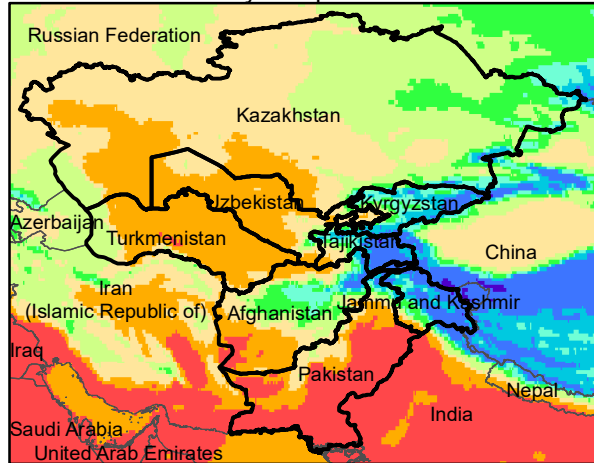 Russian Federation
Kazakhstan
Uzbekistan
Kyrgyzstan
Azerbaijan
Turkmenistan
Tajikistan
China
Iran
(Islamic Republic of)
Afghanistan
Jammu and Kashmir
Iraq
Pakistan
Nepal
India
Saudi Arabia
United Arab Emirates